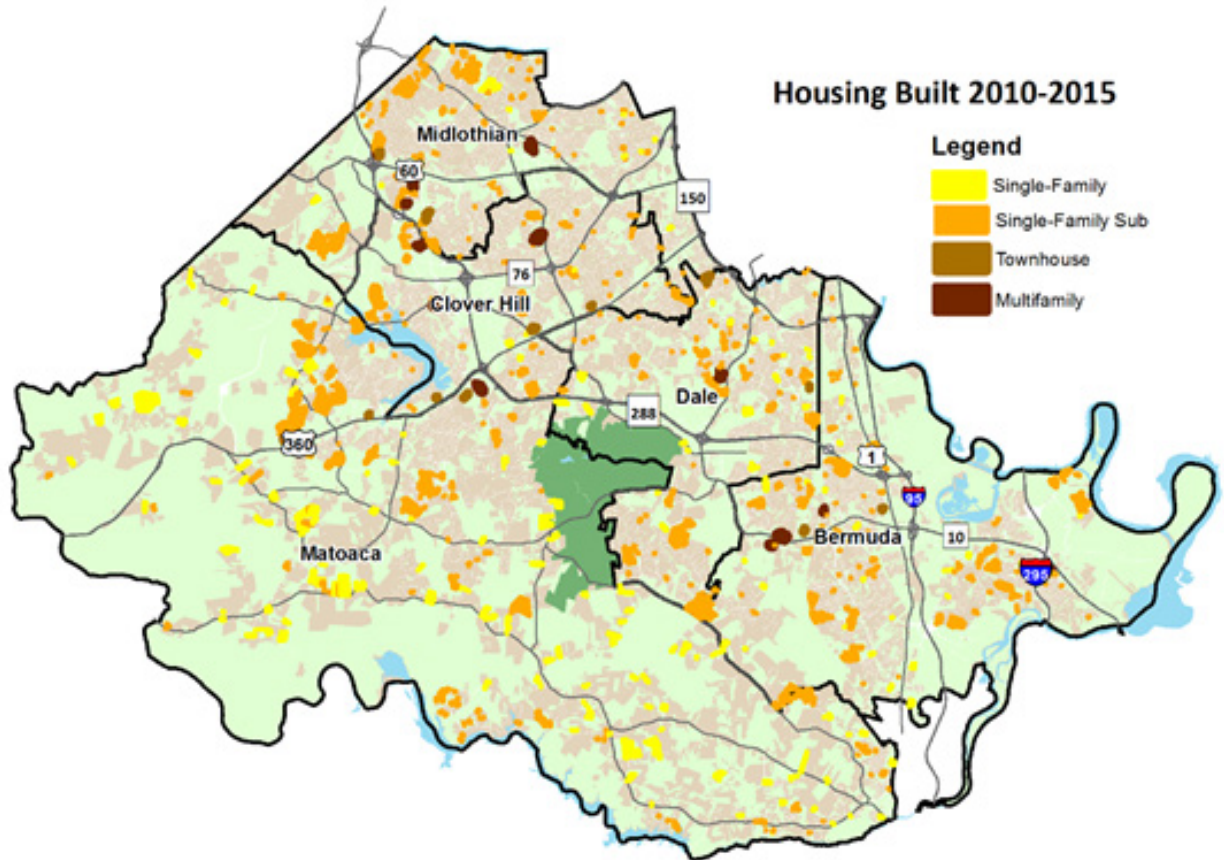 Housing Built 2010-2015
Legend
Single-Family
Single-Family Sub
Townhouse
Multifamily
Midlothian
60
150
76
Clover Hill
Dale
288
360
1
95
Bermuda
10
Matoaca
295